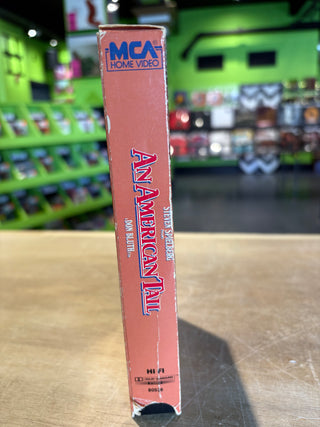 MCA
HOME VIDEO
STEVEN SPIELBERG
AN AMERICAN TAIL
DON BLUTH
HI-FI